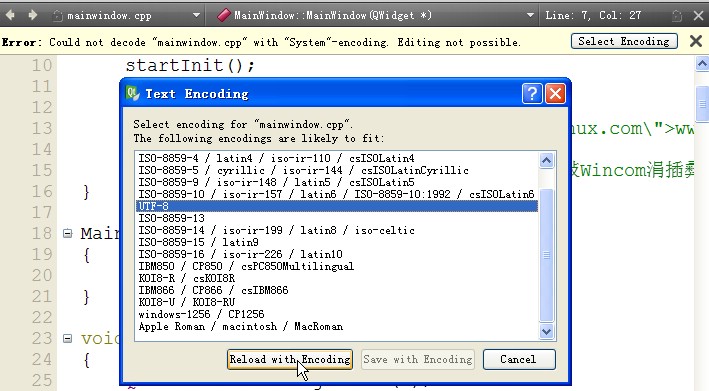 mainwindow.cpp
MainWindow::MainWindow(QWidget *)
Line: 7, Col: 27
Error: Could not decode "mainwindow.cpp" with "System"-encoding. Editing not possible.
Select Encoding
10 startInit();
11
12
13 nux.com\">ww
14
15 Wincom涓插彛
16 }
17
18 Main
19 {
20
21 }
22
23 void
24 {
25
Text Encoding
Select encoding for "mainwindow.cpp".
The following encodings are likely to fit:
ISO-8859-4 / latin4 / iso-ir-110 / csISOLatin4
ISO-8859-5 / cyrillic / iso-ir-144 / csISOLatinCyrillic
ISO-8859-9 / iso-ir-148 / latin5 / csISOLatin5
ISO-8859-10 / iso-ir-157 / latin6 / ISO-8859-10:1992 / csISOLatin6
UTF-8
ISO-8859-13
ISO-8859-14 / iso-ir-199 / latin8 / iso-celtic
ISO-8859-15 / latin9
ISO-8859-16 / iso-ir-226 / latin10
IBM850 / CP850 / csPC850Multilingual
KOI8-R / csKOI8R
IBM866 / CP866 / csIBM866
KOI8-U / KOI8-RU
windows-1256 / CP1256
Apple Roman / macintosh / MacRoman
Reload with Encoding
Save with Encoding
Cancel